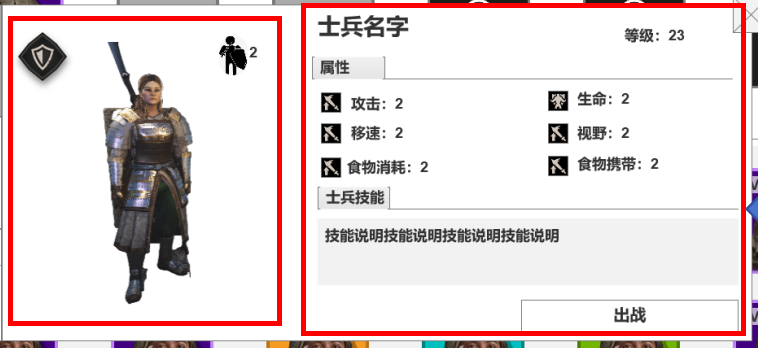 2
士兵名字
等级：23
属性
攻击：2
生命：2
移速：2
视野：2
食物消耗：2
食物携带：2
士兵技能
技能说明技能说明技能说明技能说明
出战